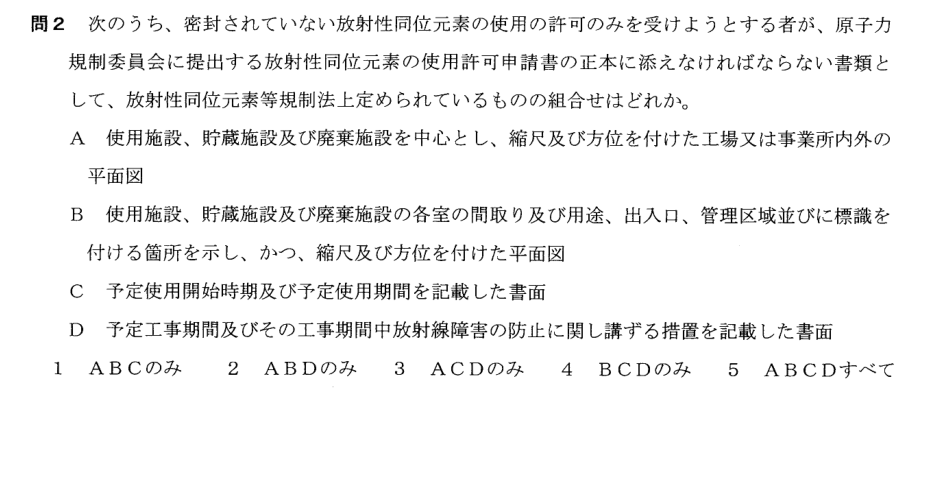 問2 次のうち、密封されていない放射性同位元素の使用の許可のみを受けようとする者が、原子力
規制委員会に提出する放射性同位元素の使用許可申請書の正本に添えなければならない書類と
して、放射性同位元素等規制法上定められているものの組合せはどれか。
A 使用施設、貯蔵施設及び廃棄施設を中心とし、縮尺及び方位を付けた工場又は事業所内外の
平面図
B 使用施設、貯蔵施設及び廃棄施設の各室の間取り及び用途、出入口、管理区域並びに標識を
付ける箇所を示し、かつ、縮尺及び方位を付けた平面図
C 予定使用開始時期及び予定使用期間を記載した書面
D 予定工事期間及びその工事期間中放射線障害の防止に関し講ずる措置を記載した書面
1 ABCのみ 2 ABDのみ 3 ACDのみ 4 BCDのみ 5 ABCDすべて